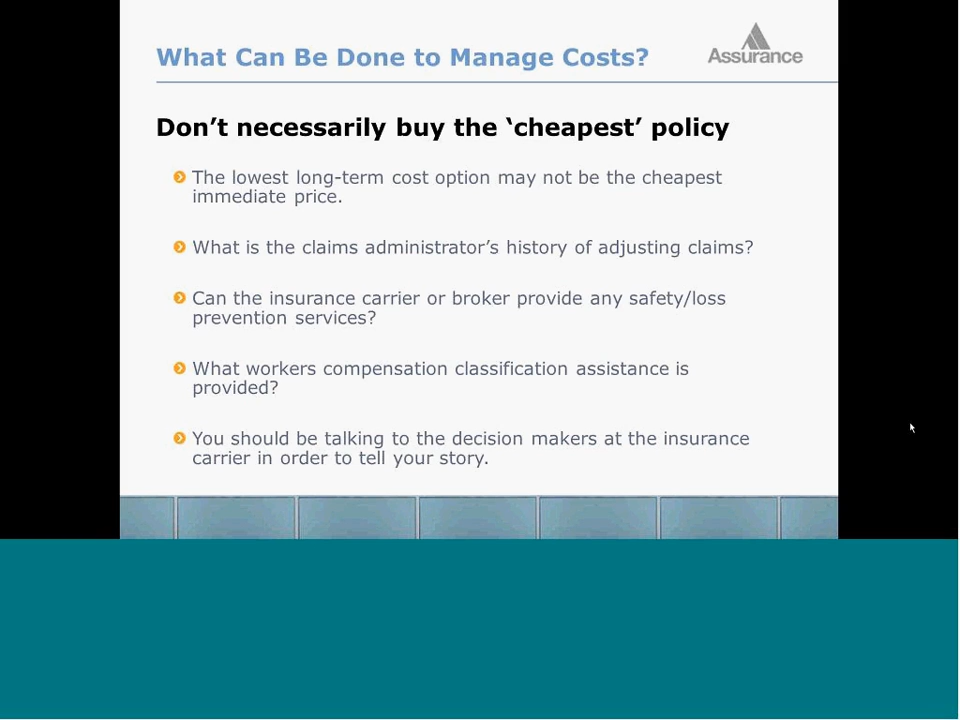 What Can Be Done to Manage Costs?
Assurance
Don’t necessarily buy the ‘cheapest’ policy
The lowest long-term cost option may not be the cheapest
immediate price.
What is the claims administrator’s history of adjusting claims?
Can the insurance carrier or broker provide any safety/loss
prevention services?
What workers compensation classification assistance is
provided?
You should be talking to the decision makers at the insurance
carrier in order to tell your story.